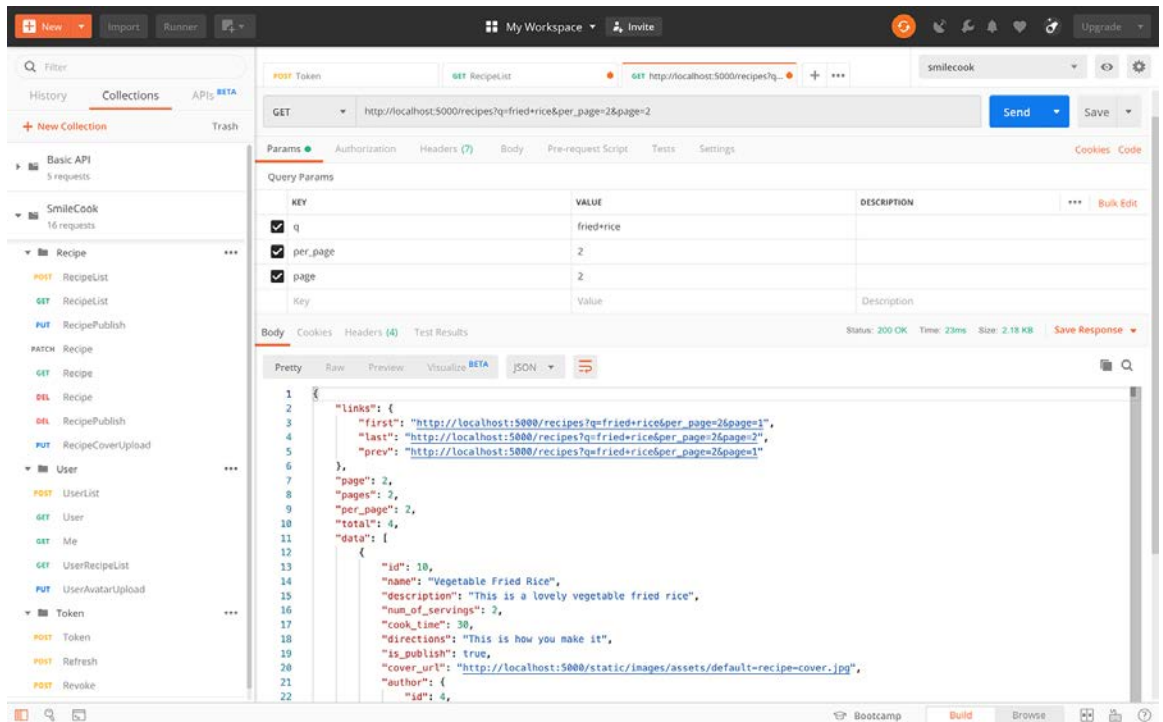 New Import Runner My Workspace Invite Upgrade
Filter
History Collections APIs BETA
+ New Collection Trash
Basic API
5 requests
SmileCook
16 requests
Recipe
POST RecipeList
GET RecipeList
PUT RecipePublish
PATCH Recipe
GET Recipe
DEL Recipe
DEL RecipePublish
PUT RecipeCoverUpload
User
POST UserList
GET User
GET Me
GET UserRecipeList
PUT UserAvatarUpload
Token
POST Token
POST Refresh
POST Revoke
POST Token GET RecipeList GET http://localhost:5000/recipes?q... + ••• smilecook
GET http://localhost:5000/recipes?q=fried+rice&per_page=2&page=2 Send Save
Params Authorization Headers (7) Body Pre-request Script Tests Settings Cookies Code
Query Params
KEY VALUE DESCRIPTION ••• Bulk Edit
q fried+rice
per_page 2
page 2
Key Value Description
Body Cookies Headers (4) Test Results Status: 200 OK Time: 23ms Size: 2.18 KB Save Response
Pretty Raw Preview Visualize BETA JSON
1 {
2 "links": {
3 "first": "http://localhost:5000/recipes?q=fried+rice&per_page=2&page=1",
4 "last": "http://localhost:5000/recipes?q=fried+rice&per_page=2&page=2",
5 "prev": "http://localhost:5000/recipes?q=fried+rice&per_page=2&page=1"
6 },
7 "page": 2,
8 "pages": 2,
9 "per_page": 2,
10 "total": 4,
11 "data": [
12 {
13 "id": 10,
14 "name": "Vegetable Fried Rice",
15 "description": "This is a lovely vegetable fried rice",
16 "num_of_servings": 2,
17 "cook_time": 30,
18 "directions": "This is how you make it",
19 "is_publish": true,
20 "cover_url": "http://localhost:5000/static/images/assets/default-recipe-cover.jpg",
21 "author": {
22 "id": 4,
Bootcamp Build Browse